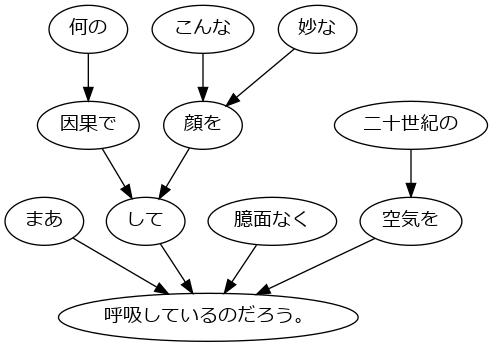 何の こんな 妙な
因果で 顔を 二十世紀の
まあ して 臆面なく 空気を
呼吸しているのだろう。